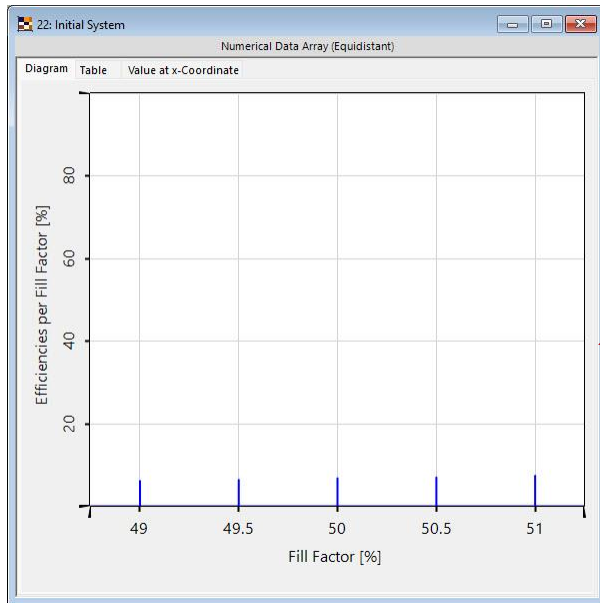 22: Initial System
Numerical Data Array (Equidistant)
Diagram Table Value at x-Coordinate
Efficiencies per Fill Factor [%]
80
60
40
20
49 49.5 50 50.5 51
Fill Factor [%]